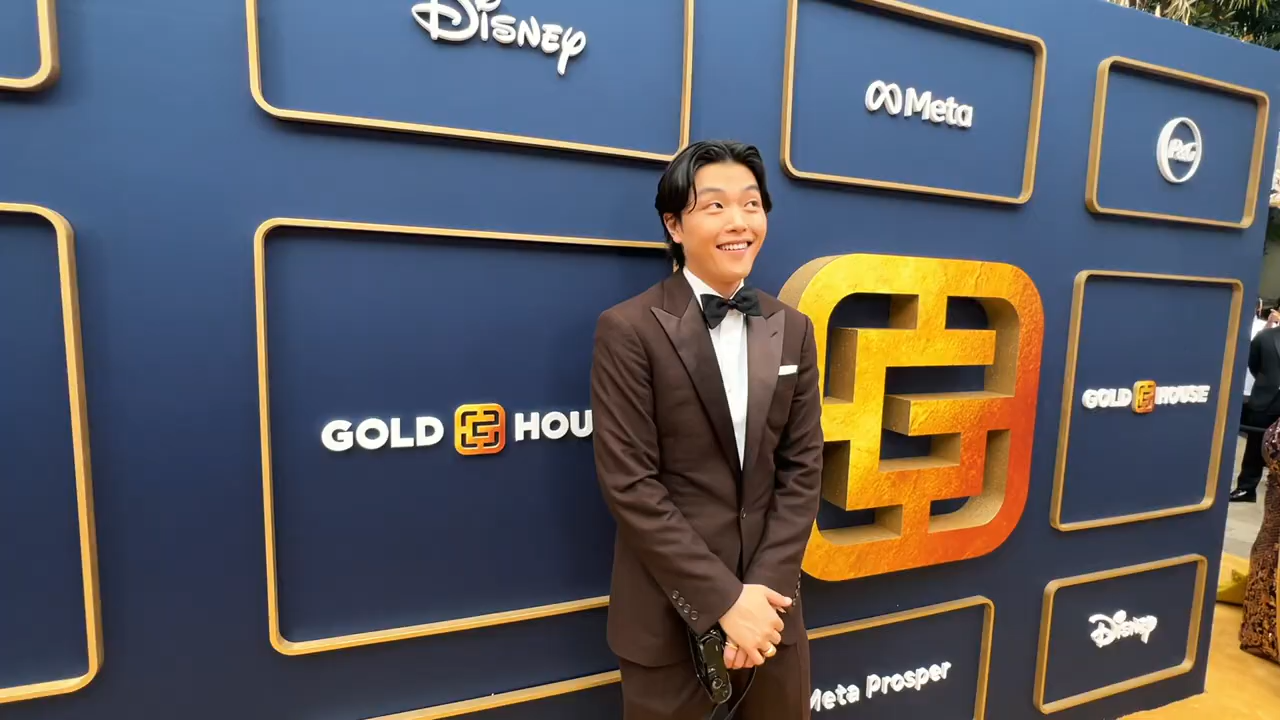 Disney
Meta
P&G
GOLD HOU
GOLD HOUSE
Disney
Meta Prosper